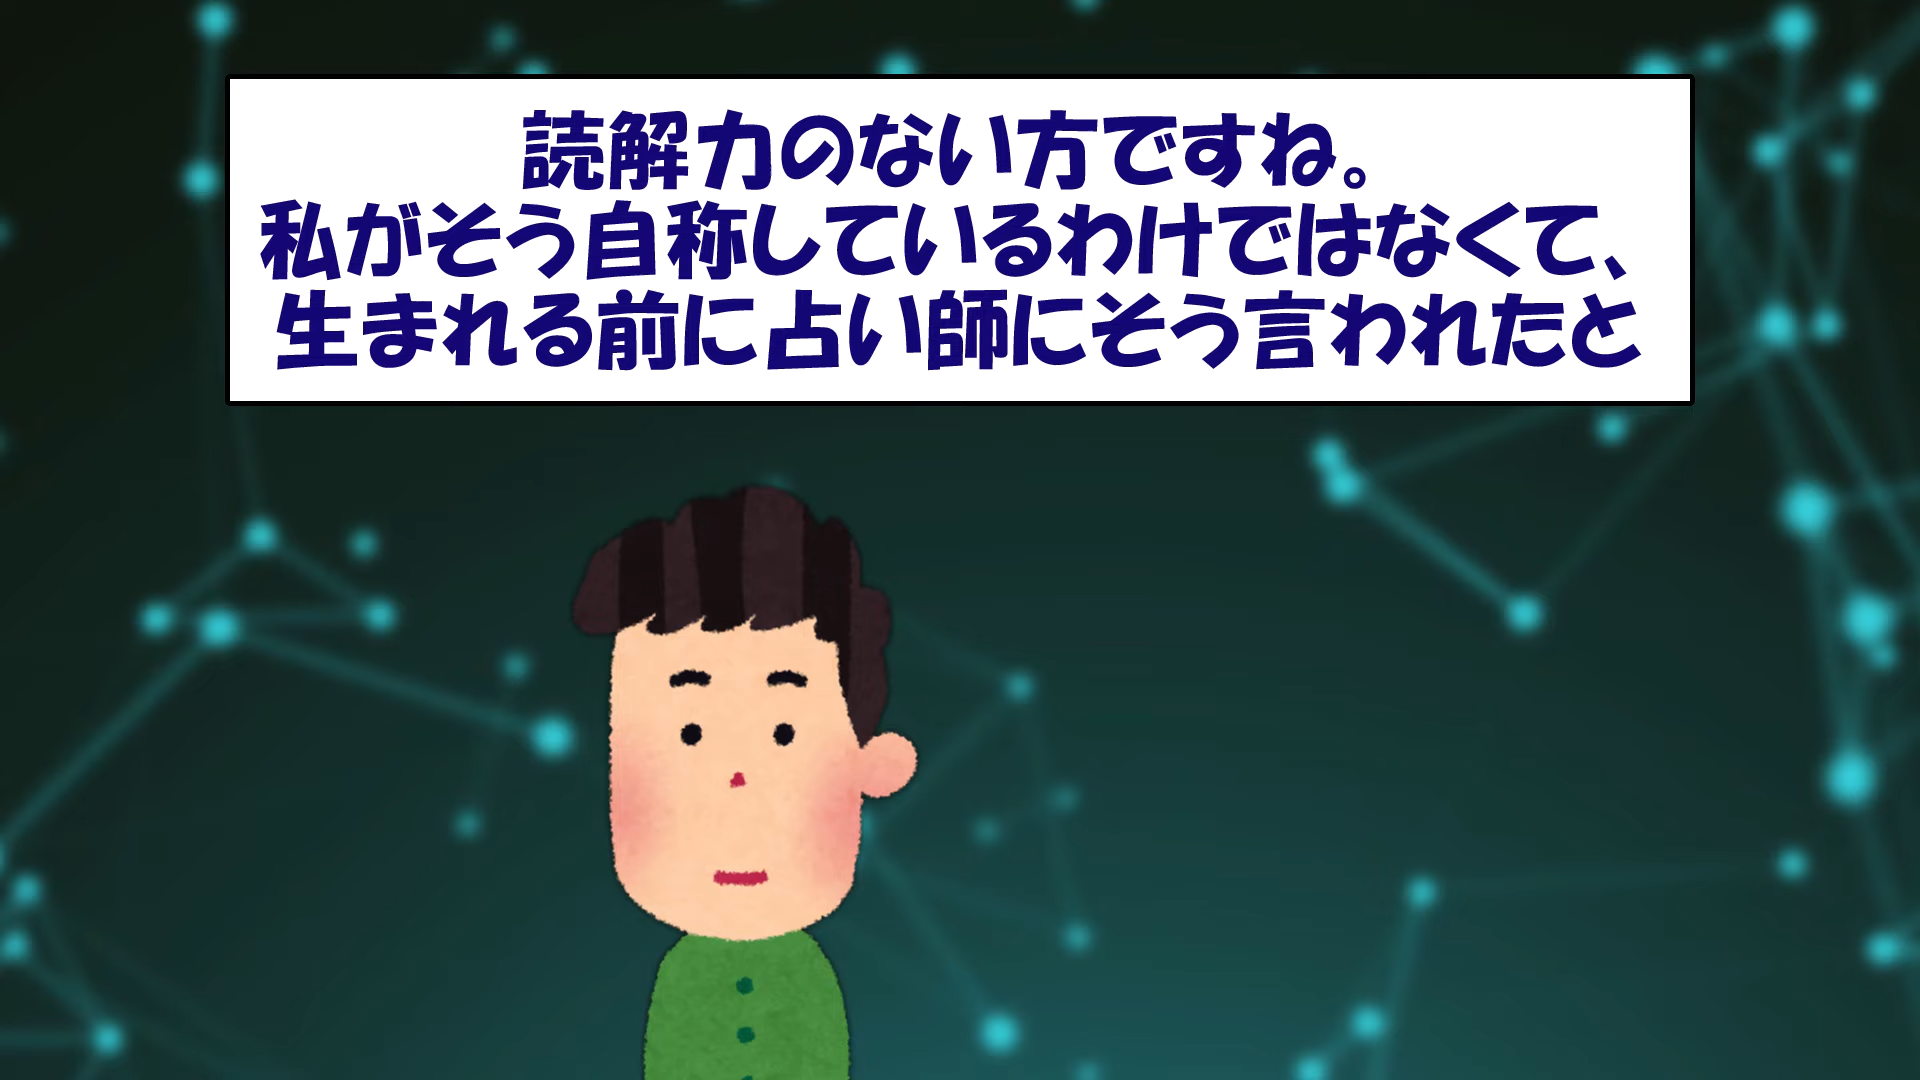 読解力のない方ですね。
私がそう自称しているわけではなくて、
生まれる前に占い師にそう言われたと